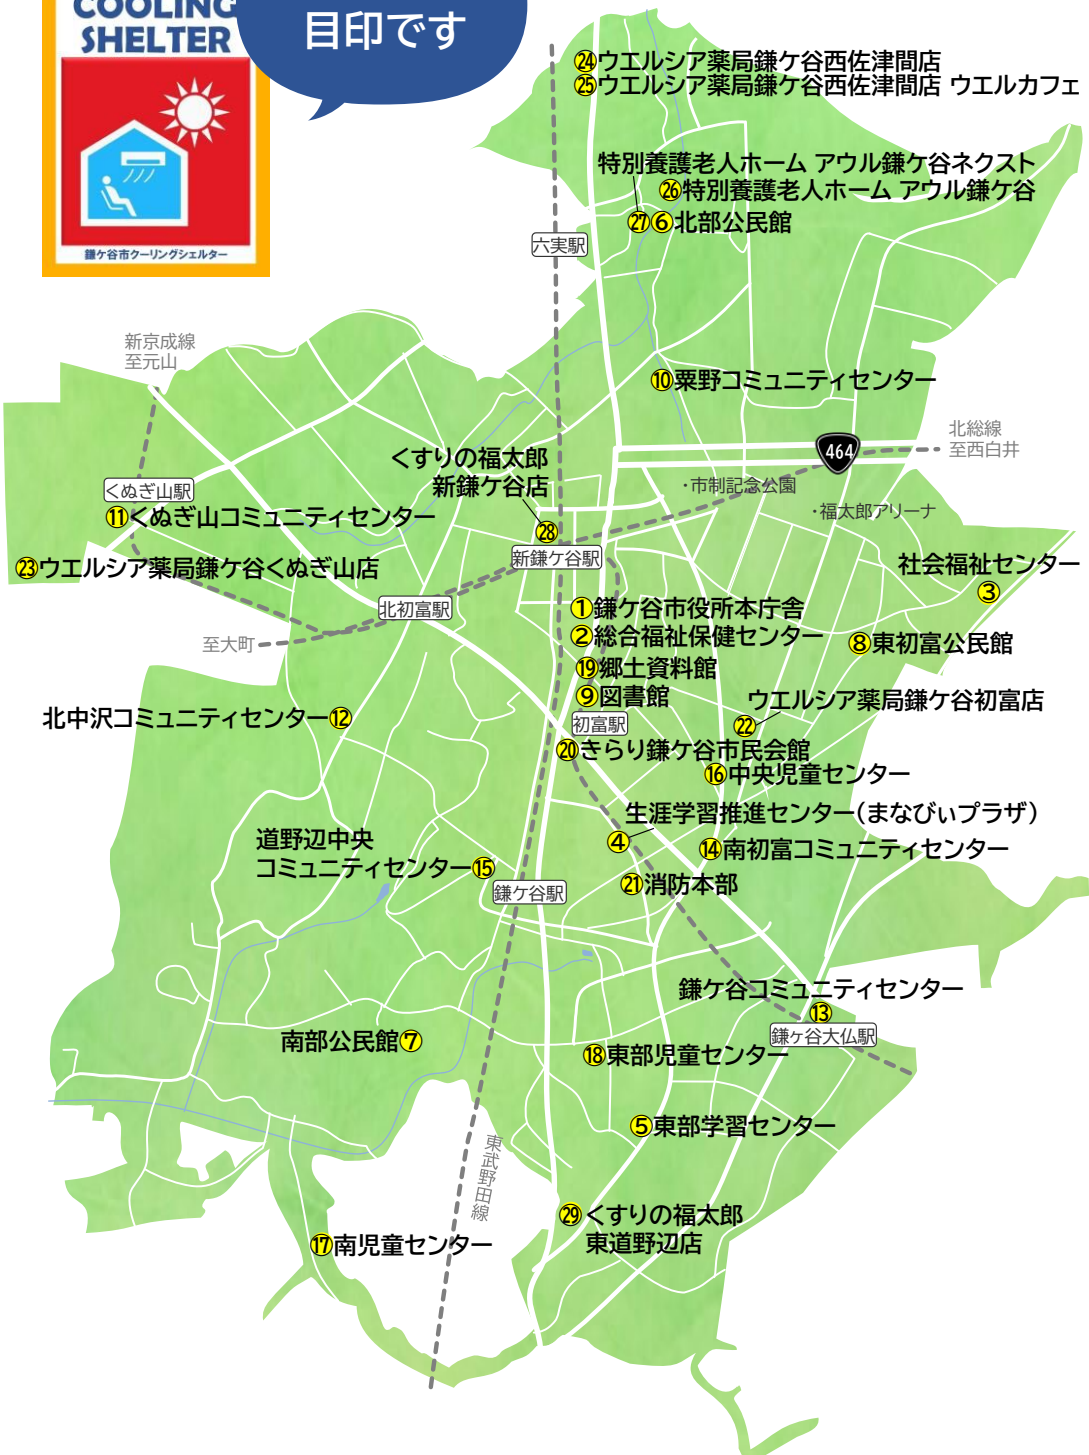 COOLING
SHELTER
鎌ケ谷市クーリングシェルター
目印です
㉔ウエルシア薬局鎌ケ谷西佐津間店
㉕ウエルシア薬局鎌ケ谷西佐津間店 ウエルカフェ
特別養護老人ホーム アウル鎌ケ谷ネクスト
㉖特別養護老人ホーム アウル鎌ケ谷
㉗⑥北部公民館
六実駅
新京成線
至元山
⑩粟野コミュニティセンター
北総線
至西白井
464
くすりの福太郎
新鎌ケ谷店
㉘
・市制記念公園
・福太郎アリーナ
くぬぎ山駅
⑪くぬぎ山コミュニティセンター
新鎌ケ谷駅
㉓ウエルシア薬局鎌ケ谷くぬぎ山店
社会福祉センター
③
北初富駅
①鎌ケ谷市役所本庁舎
②総合福祉保健センター
至大町
⑧東初富公民館
⑲郷土資料館
⑨図書館
ウエルシア薬局鎌ケ谷初富店
㉒
北中沢コミュニティセンター⑫
初富駅
⑳きらり鎌ケ谷市民会館
⑯中央児童センター
生涯学習推進センター(まなびぃプラザ)
④
⑭南初富コミュニティセンター
道野辺中央
コミュニティセンター⑮
㉑消防本部
鎌ケ谷駅
鎌ケ谷コミュニティセンター
⑬
鎌ヶ谷大仏駅
南部公民館⑦
⑱東部児童センター
⑤東部学習センター
東武野田線
㉙くすりの福太郎
東道野辺店
⑰南児童センター